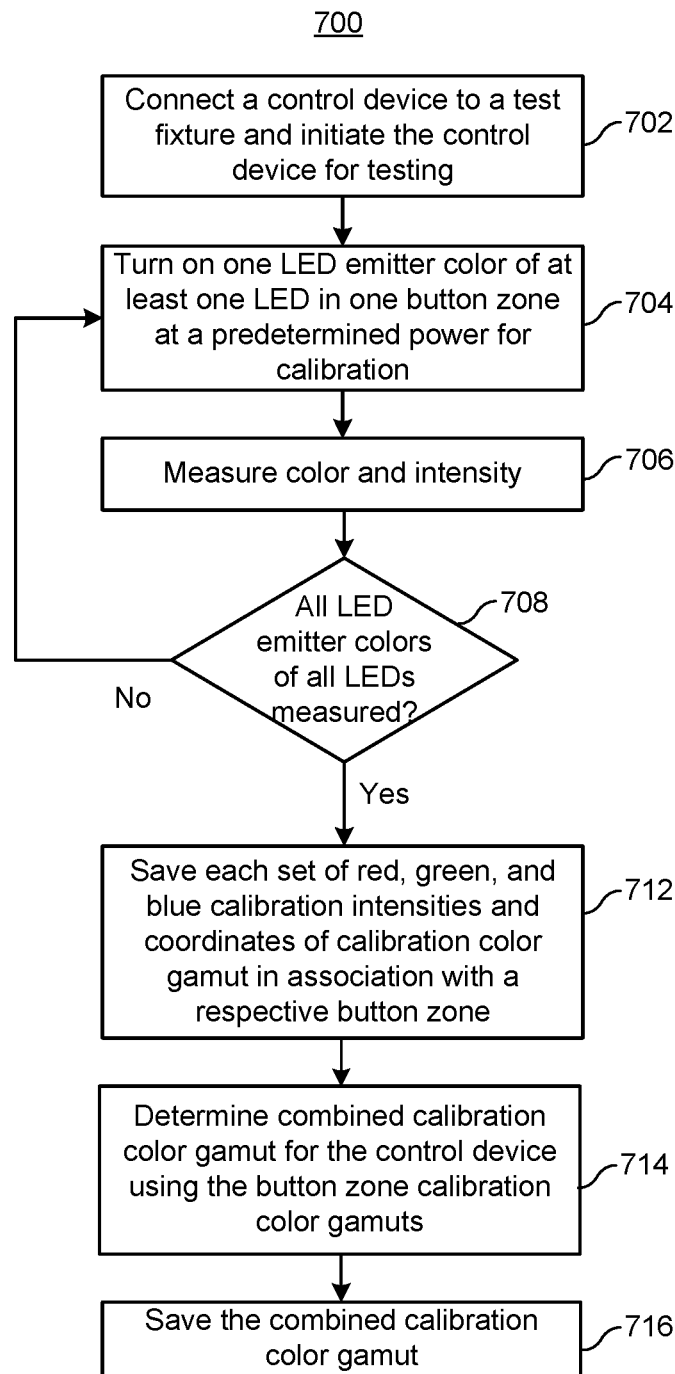 700
Connect a control device to a test
fixture and initiate the control
device for testing
702
Turn on one LED emitter color of at
least one LED in one button zone
at a predetermined power for
calibration
704
Measure color and intensity
706
All LED
emitter colors
of all LEDs
measured?
708
No
Yes
Save each set of red, green, and
blue calibration intensities and
coordinates of calibration color
gamut in association with a
respective button zone
712
Determine combined calibration
color gamut for the control device
using the button zone calibration
color gamuts
714
Save the combined calibration
color gamut
716